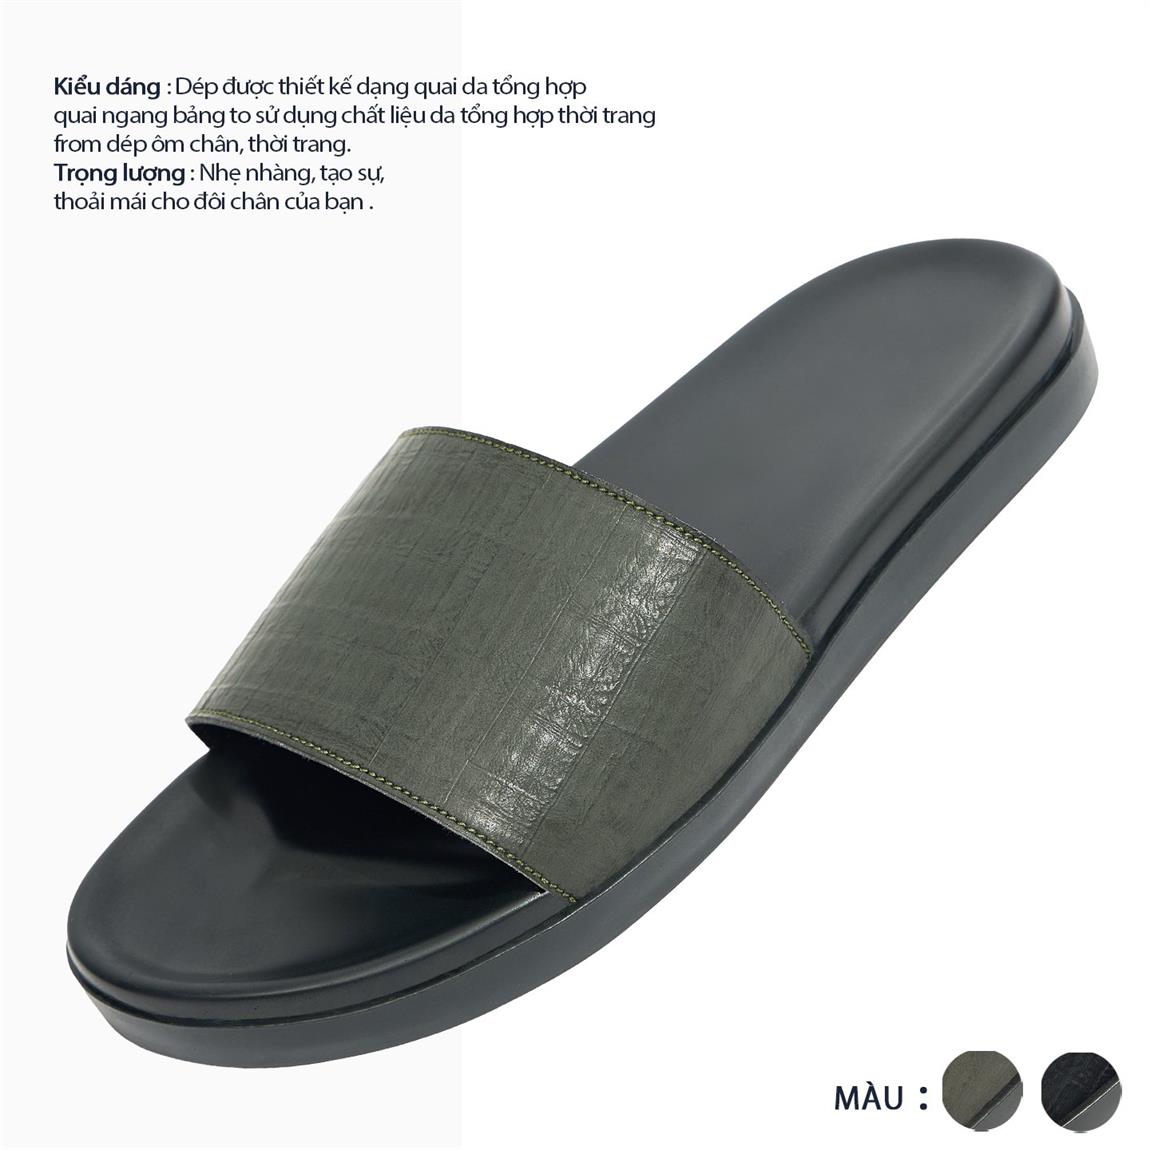 Kiểu dáng : Dép được thiết kế dạng quai da tổng hợp
quai ngang bảng to sử dụng chất liệu da tổng hợp thời trang
from dép ôm chân, thời trang.
Trọng lượng : Nhẹ nhàng, tạo sự,
thoải mái cho đôi chân của bạn .
MÀU :